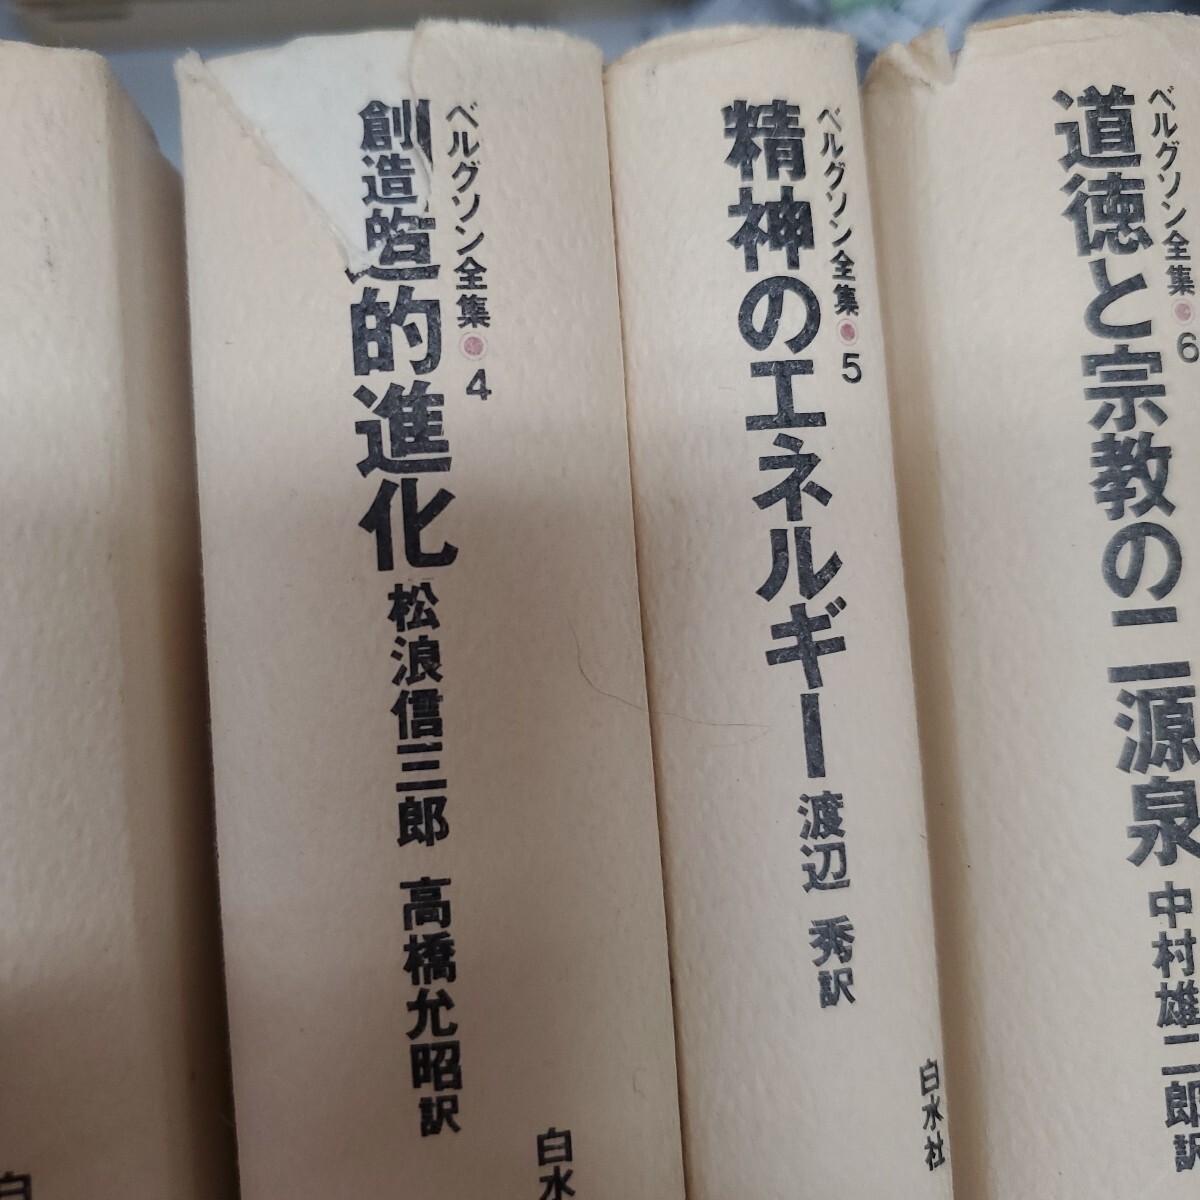 ベルグソン全集 4
創造
造的進化
松浪信三郎 高橋允昭訳
白水
ベルグソン全集 5
精神のエネルギー
渡辺 秀訳
白水社
ベルグソン全集 6
道徳と宗教の二源泉
中村雄二郎訳
白